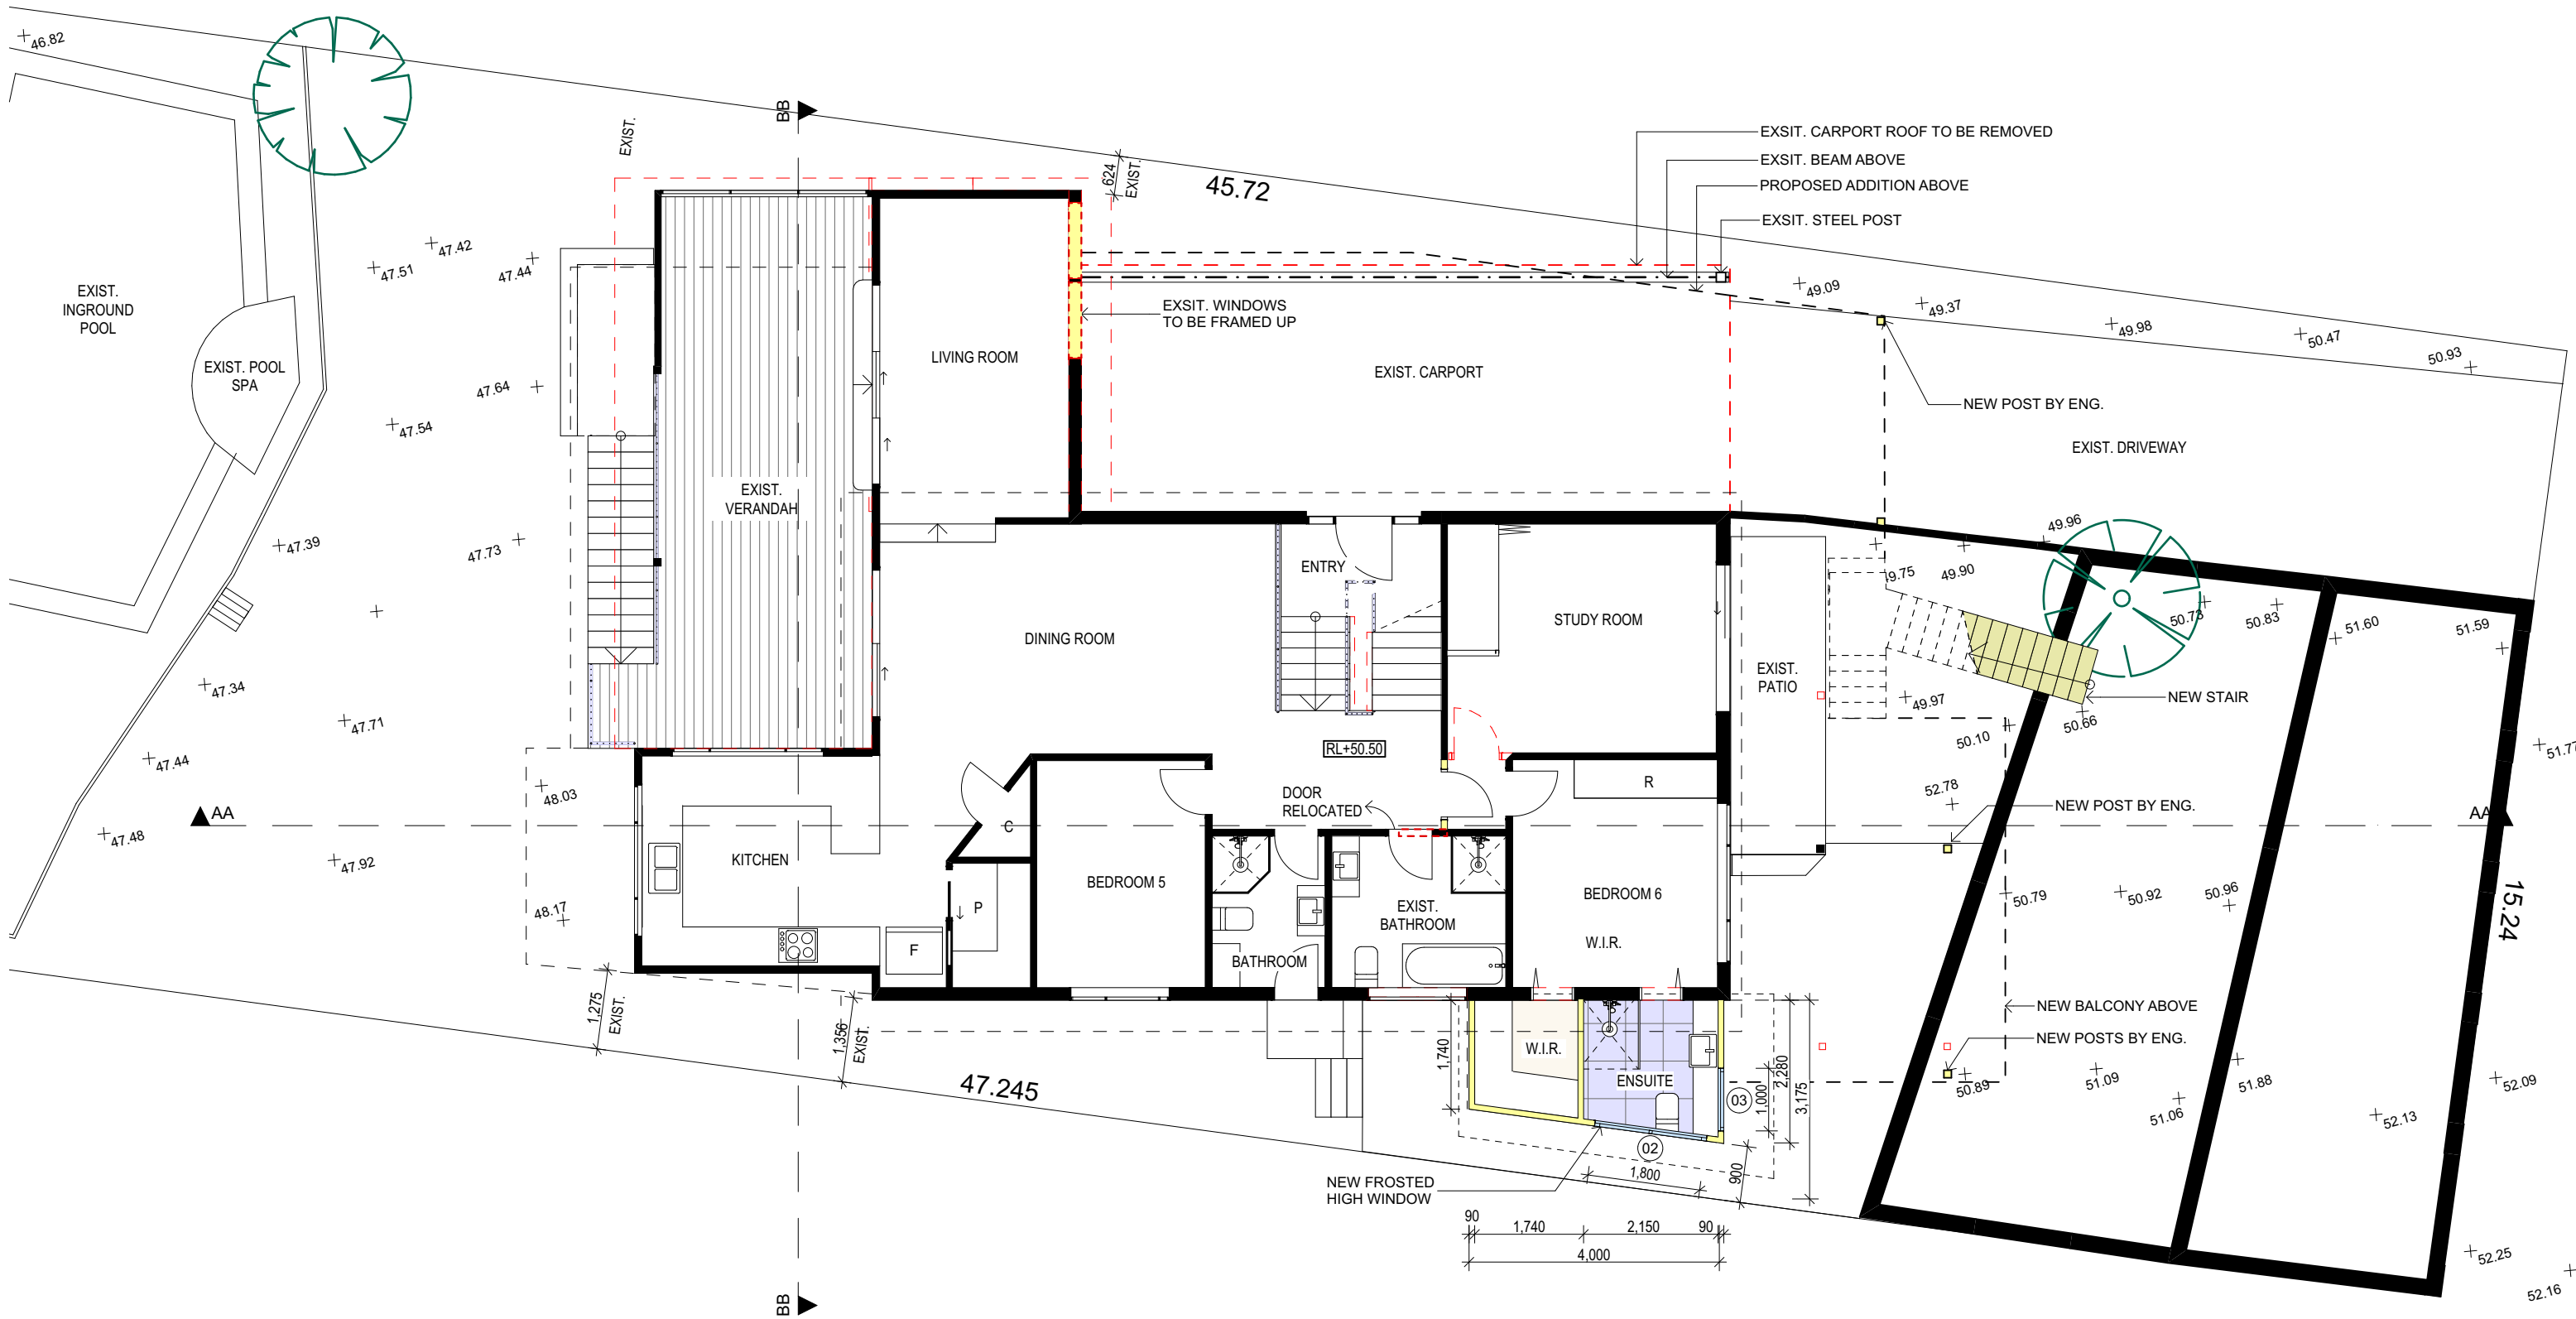 46.82
BB
EXIST.
624
EXIST.
45.72
EXSIT. CARPORT ROOF TO BE REMOVED
EXSIT. BEAM ABOVE
PROPOSED ADDITION ABOVE
EXSIT. STEEL POST
47.42
47.51
47.44
EXIST.
INGROUND
POOL
EXIST. POOL
SPA
47.64
47.54
EXSIT. WINDOWS
TO BE FRAMED UP
LIVING ROOM
EXIST. CARPORT
49.09
49.37
49.98
50.47
50.93
NEW POST BY ENG.
EXIST. DRIVEWAY
EXIST.
VERANDAH
47.39
47.73
ENTRY
49.96
49.75
49.90
DINING ROOM
STUDY ROOM
EXIST.
PATIO
50.73
50.83
51.60
51.59
47.34
47.71
49.97
NEW STAIR
50.66
50.10
47.44
RL+50.50
51.77
48.03
DOOR
RELOCATED
R
52.78
NEW POST BY ENG.
AA
AA
47.48
47.92
C
KITCHEN
BEDROOM 5
BEDROOM 6
50.79
50.92
50.96
15.24
48.17
P
EXIST.
BATHROOM
W.I.R.
F
BATHROOM
1,275
EXIST.
1,356
EXIST.
NEW BALCONY ABOVE
NEW POSTS BY ENG.
1,740
W.I.R.
ENSUITE
03
1,000
2,280
3,175
50.89
51.09
51.88
51.06
52.09
52.13
47.245
02
900
1,800
NEW FROSTED
HIGH WINDOW
90
1,740
2,150
90
4,000
52.25
52.16
BB